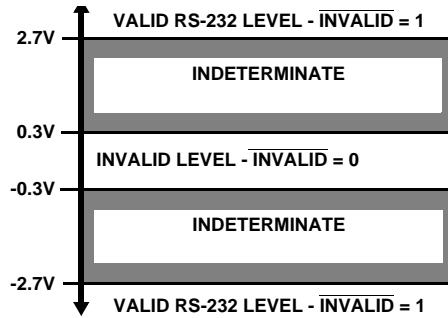 VALID RS-232 LEVEL - INVALID = 1
2.7V
INDETERMINATE
0.3V
INVALID LEVEL - INVALID = 0
-0.3V
INDETERMINATE
-2.7V
VALID RS-232 LEVEL - INVALID = 1